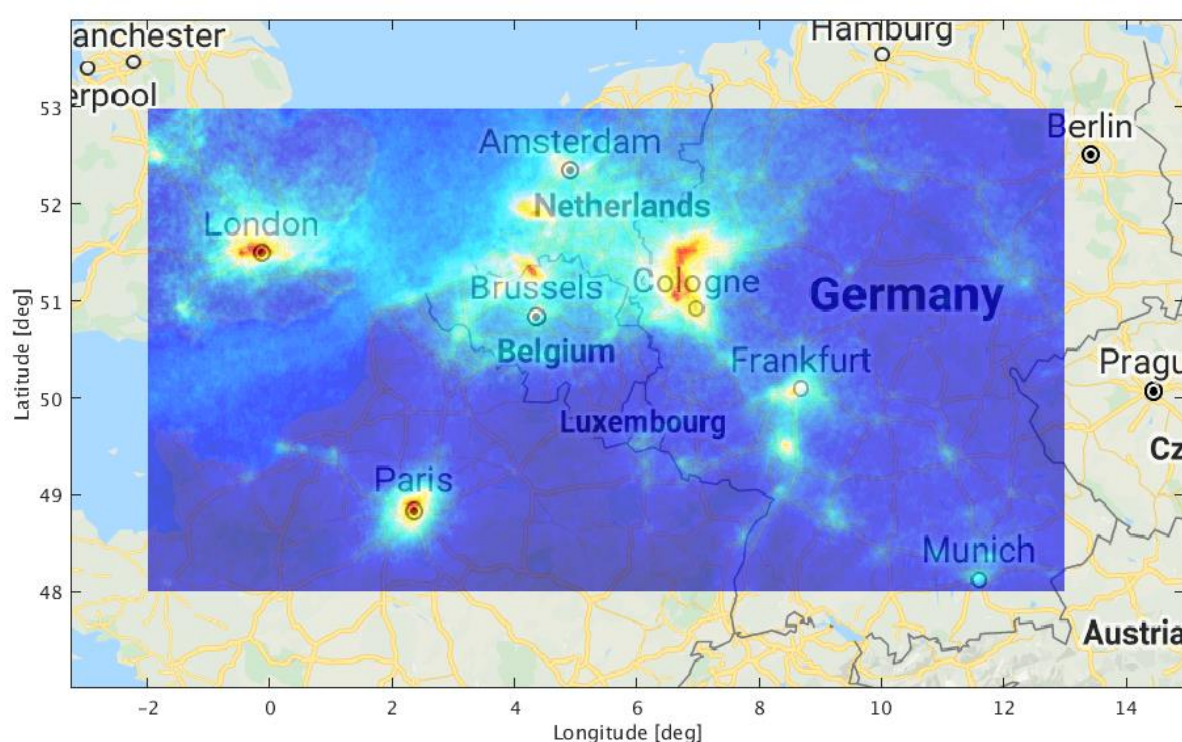 anchester
Hamburg
erpool
53
Berlin
Amsterdam
52
Netherlands
London
Cologne
51
Brussels
Germany
Belgium
Frankfurt
Pragu
50
Luxembourg
Cz
49
Paris
Munich
48
Austria
-2
0
2
4
6
8
10
12
14
Longitude [deg]
Latitude [deg]